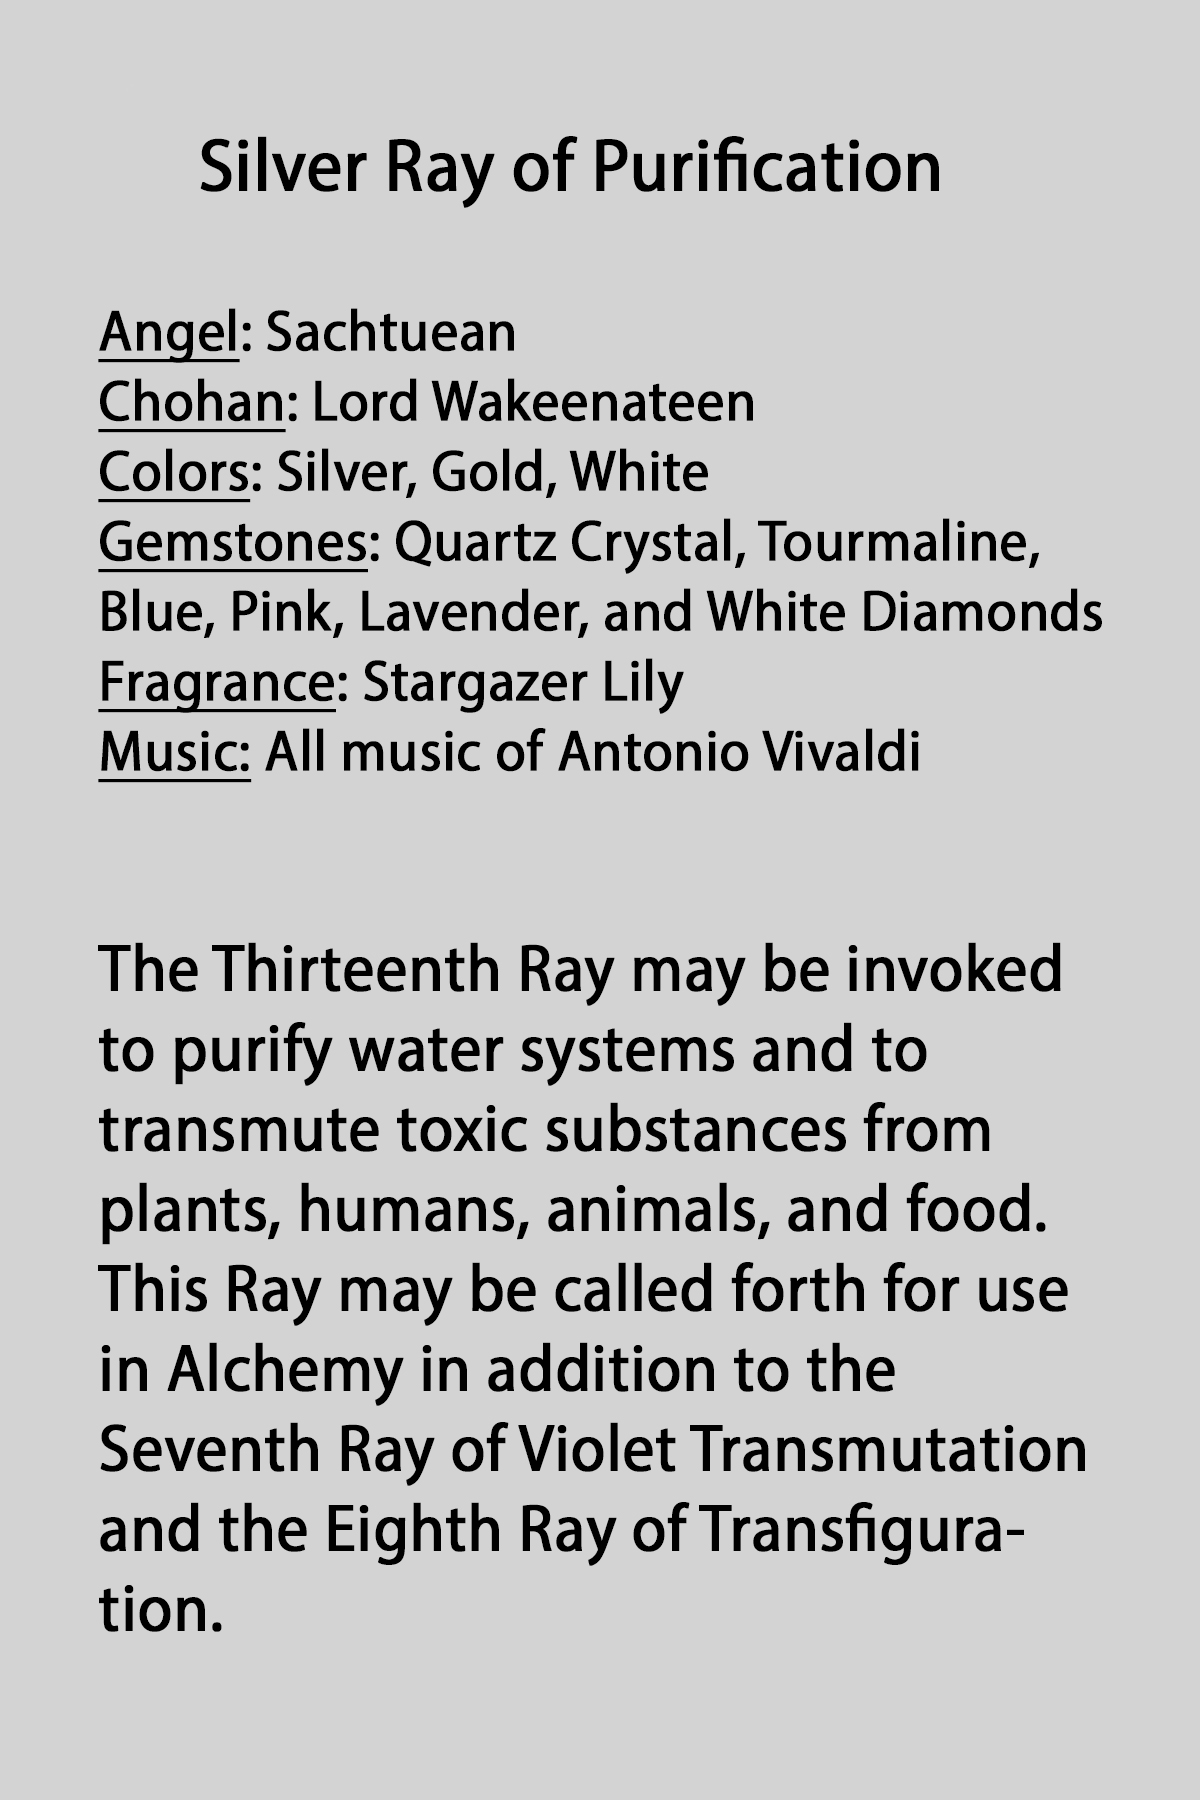 Silver Ray of Purification
Angel: Sachtuean
Chohan: Lord Wakeenateen
Colors: Silver, Gold, White
Gemstones: Quartz Crystal, Tourmaline,
Blue, Pink, Lavender, and White Diamonds
Fragrance: Stargazer Lily
Music: All music of Antonio Vivaldi
The Thirteenth Ray may be invoked
to purify water systems and to
transmute toxic substances from
plants, humans, animals, and food.
This Ray may be called forth for use
in Alchemy in addition to the
Seventh Ray of Violet Transmutation
and the Eighth Ray of Transfigura-
tion.